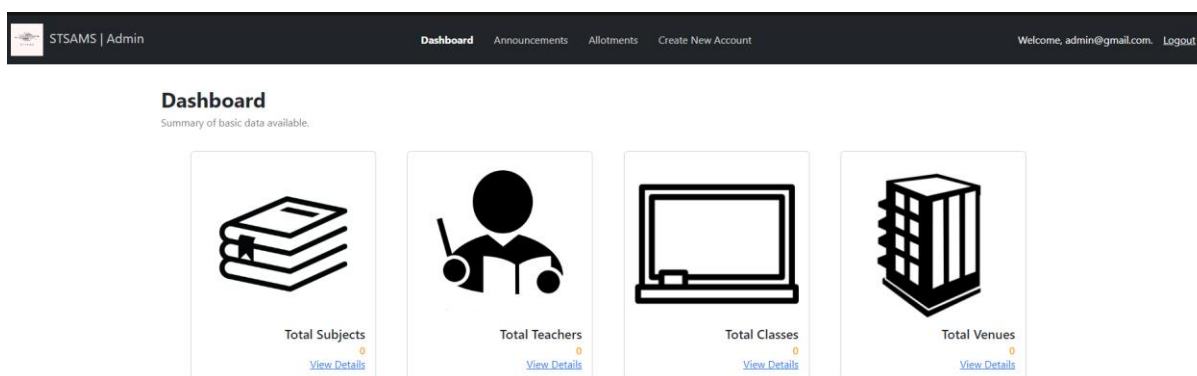 STSAMS | Admin
Dashboard Announcements Allotments Create New Account
Welcome, admin@gmail.com. Logout
Dashboard
Summary of basic data available.
Total Subjects
0
View Details
Total Teachers
0
View Details
Total Classes
0
View Details
Total Venues
0
View Details